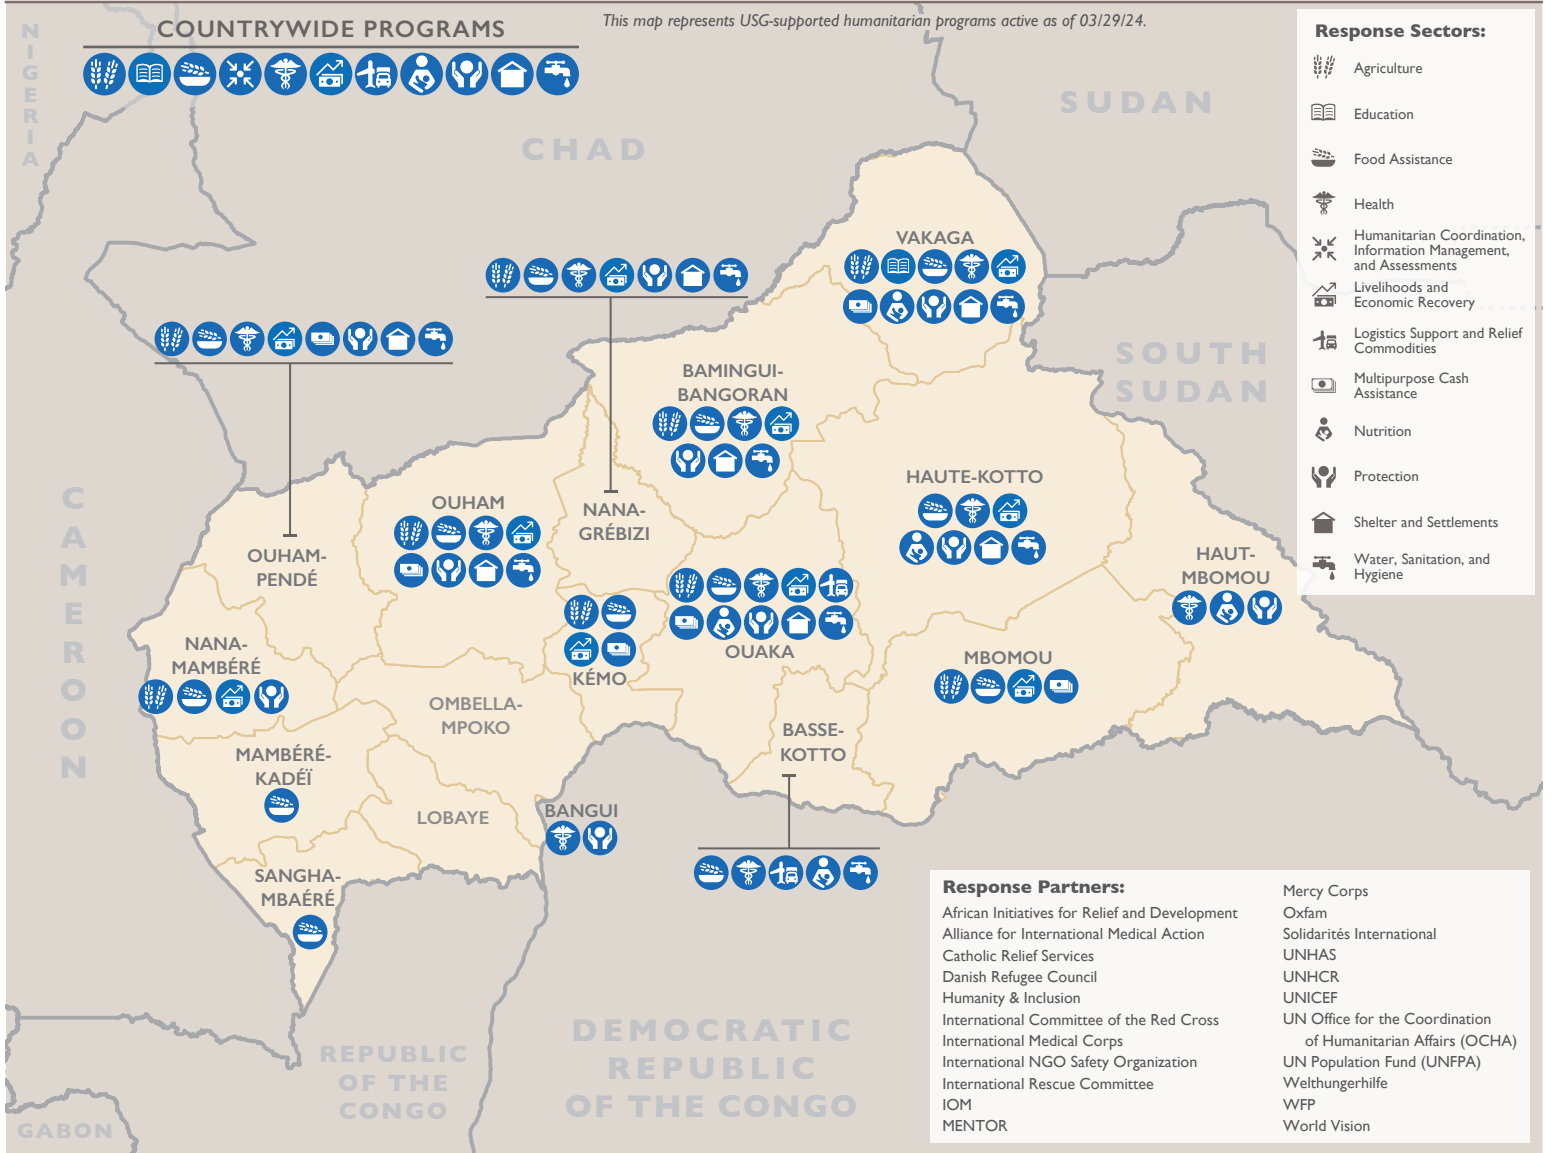 COUNTRYWIDE PROGRAMS
This map represents USG-supported humanitarian programs active as of 03/29/24.
NIGERIA
CHAD
SUDAN
SOUTH
SUDAN
CAMEROON
VAKAGA
BAMINGUI-
BANGORAN
HAUTE-KOTTO
OUHAM
NANA-
GRÉBIZI
OUHAM-
PENDÉ
HAUT-
MBOMOU
NANA-
MAMBÉRÉ
KÉMO
OUAKA
MBOMOU
OMBELLA-
MPOKO
BASSE-
KOTTO
MAMBÉRÉ-
KADÉÏ
LOBAYE
BANGUI
SANGHA-
MBAÉRÉ
REPUBLIC
OF THE
CONGO
DEMOCRATIC
REPUBLIC
OF THE CONGO
GABON
Response Sectors:
Agriculture
Education
Food Assistance
Health
Humanitarian Coordination,
Information Management,
and Assessments
Livelihoods and
Economic Recovery
Logistics Support and Relief
Commodities
Multipurpose Cash
Assistance
Nutrition
Protection
Shelter and Settlements
Water, Sanitation, and
Hygiene
Response Partners:
African Initiatives for Relief and Development
Alliance for International Medical Action
Catholic Relief Services
Danish Refugee Council
Humanity & Inclusion
International Committee of the Red Cross
International Medical Corps
International NGO Safety Organization
International Rescue Committee
IOM
MENTOR
Mercy Corps
Oxfam
Solidarités International
UNHAS
UNHCR
UNICEF
UN Office for the Coordination
of Humanitarian Affairs (OCHA)
UN Population Fund (UNFPA)
Welthungerhilfe
WFP
World Vision